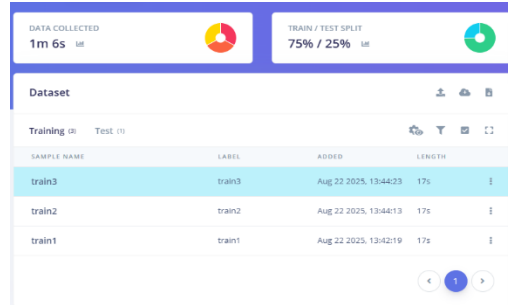 DATA COLLECTED
1m 6s
TRAIN / TEST SPLIT
75% / 25%
Dataset
Training (3) Test (1)
SAMPLE NAME LABEL ADDED LENGTH
train3 train3 Aug 22 2025, 13:44:23 17s
train2 train2 Aug 22 2025, 13:44:13 17s
train1 train1 Aug 22 2025, 13:42:19 17s
1